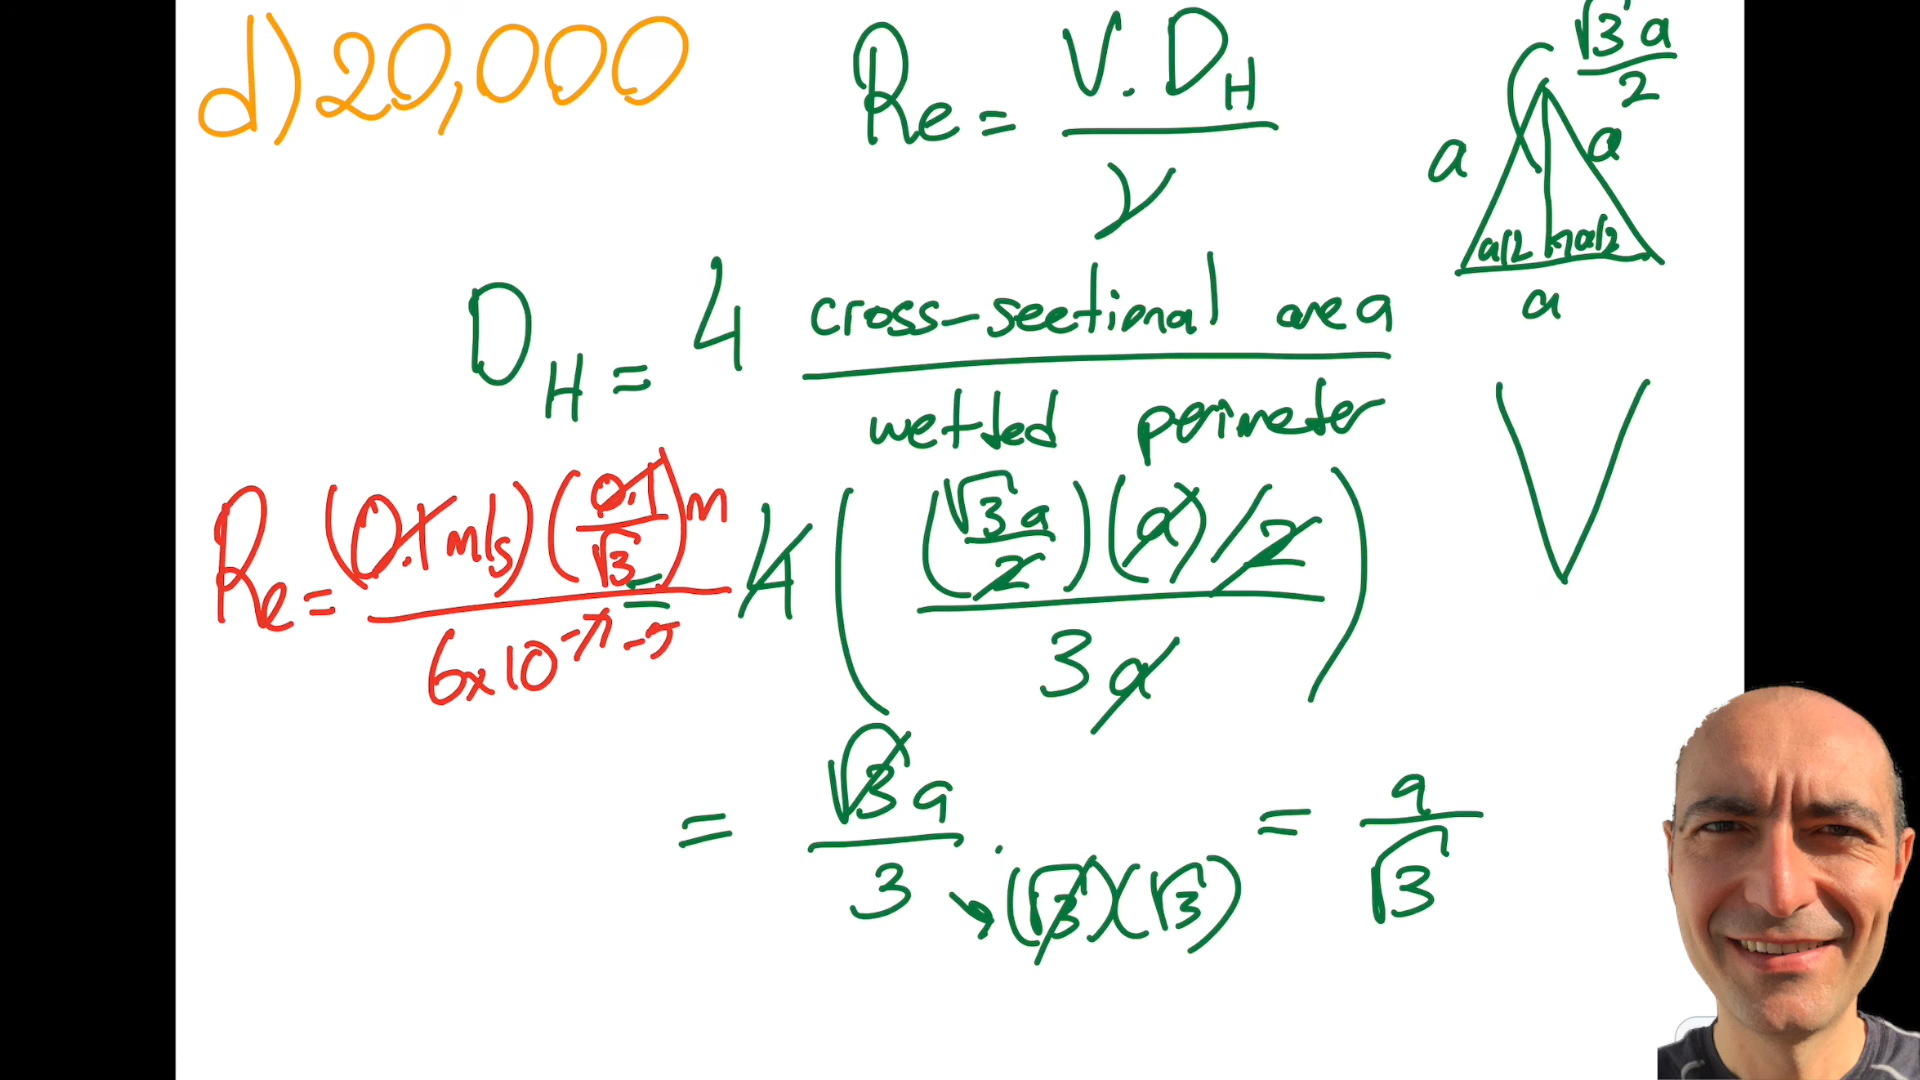 d) 20,000
Re = V. D_H / ν
√3 a / 2
a
a
a/2 a/2
a
D_H = 4 cross-sectional area / wetted perimeter
Re = (0.1 m/s) (0.1/√3) m / 6x10^-7 -5
4 ( (√3 a / 2) (a) / 2 / 3a )
= √3 a / 3 . (√3)(√3) = a / √3